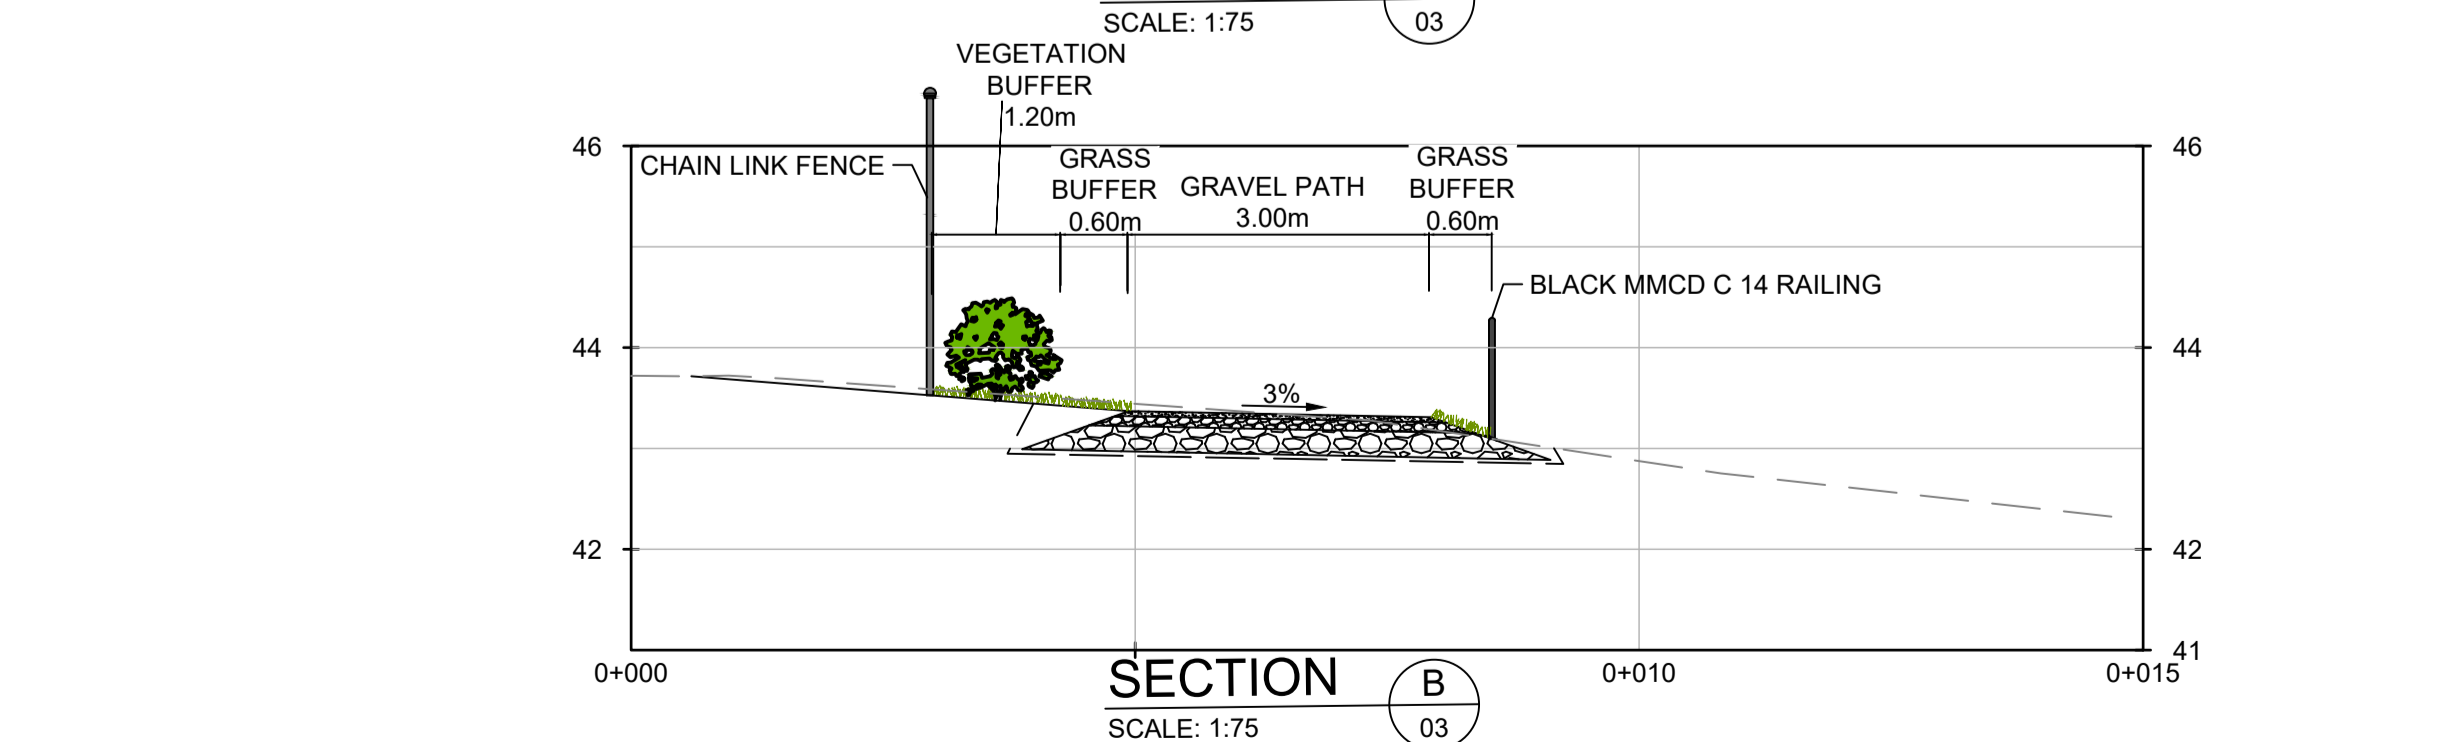 SCALE: 1:75
03
VEGETATION
BUFFER
1.20m
46
46
CHAIN LINK FENCE
GRASS
BUFFER
0.60m
GRAVEL PATH
3.00m
GRASS
BUFFER
0.60m
BLACK MMCD C 14 RAILING
44
44
3%
42
42
41
0+000
0+010
0+015
SECTION
B
SCALE: 1:75
03